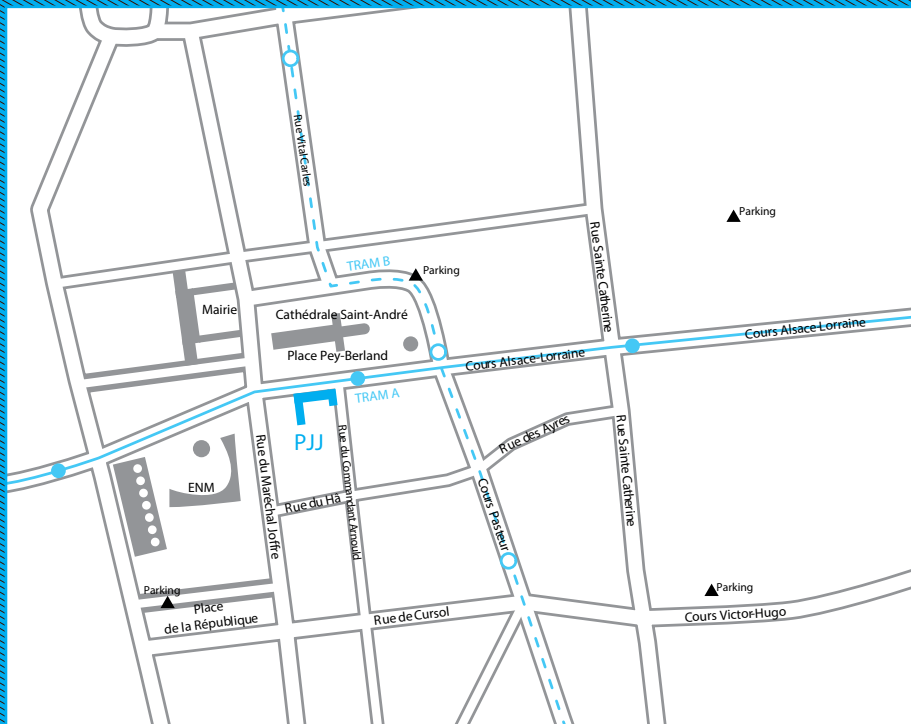 Rue Vital Carles
Parking
Rue Sainte Catherine
TRAM B
Parking
Mairie
Cathédrale Saint-André
Place Pey-Berland
Cours Alsace-Lorraine
Cours Alsace-Lorraine
TRAM A
PJJ
Rue du Maréchal Joffre
Rue du Commandant Arnould
Rue des Ayres
Rue Sainte Catherine
ENM
Rue du Hâ
Cours Pasteur
Parking
Parking
Place
de la République
Rue de Cursol
Cours Victor-Hugo